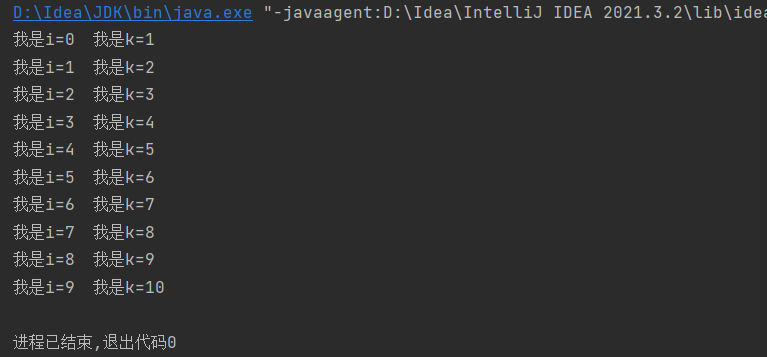 D:\Idea\JDK\bin\java.exe "-javaagent:D:\Idea\IntelliJ IDEA 2021.3.2\lib\idea
我是i=0  我是k=1
我是i=1  我是k=2
我是i=2  我是k=3
我是i=3  我是k=4
我是i=4  我是k=5
我是i=5  我是k=6
我是i=6  我是k=7
我是i=7  我是k=8
我是i=8  我是k=9
我是i=9  我是k=10
进程已结束,退出代码0